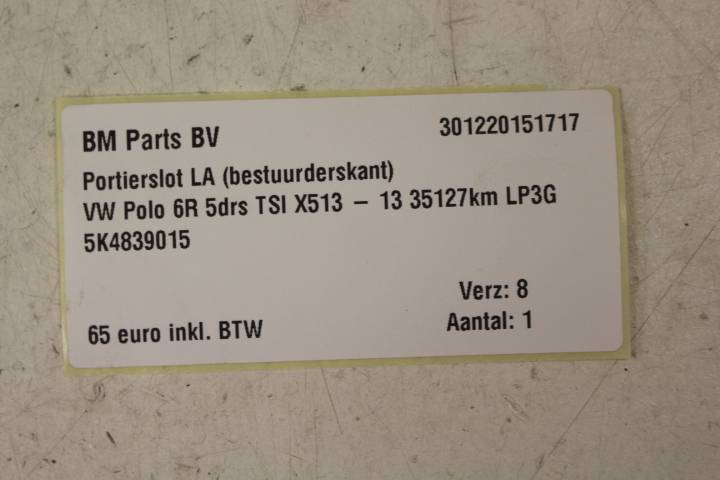 BM Parts BV 301220151717
Portierslot LA (bestuurderskant)
VW Polo 6R 5drs TSI X513 – 13 35127km LP3G
5K4839015
Verz: 8
65 euro inkl. BTW Aantal: 1